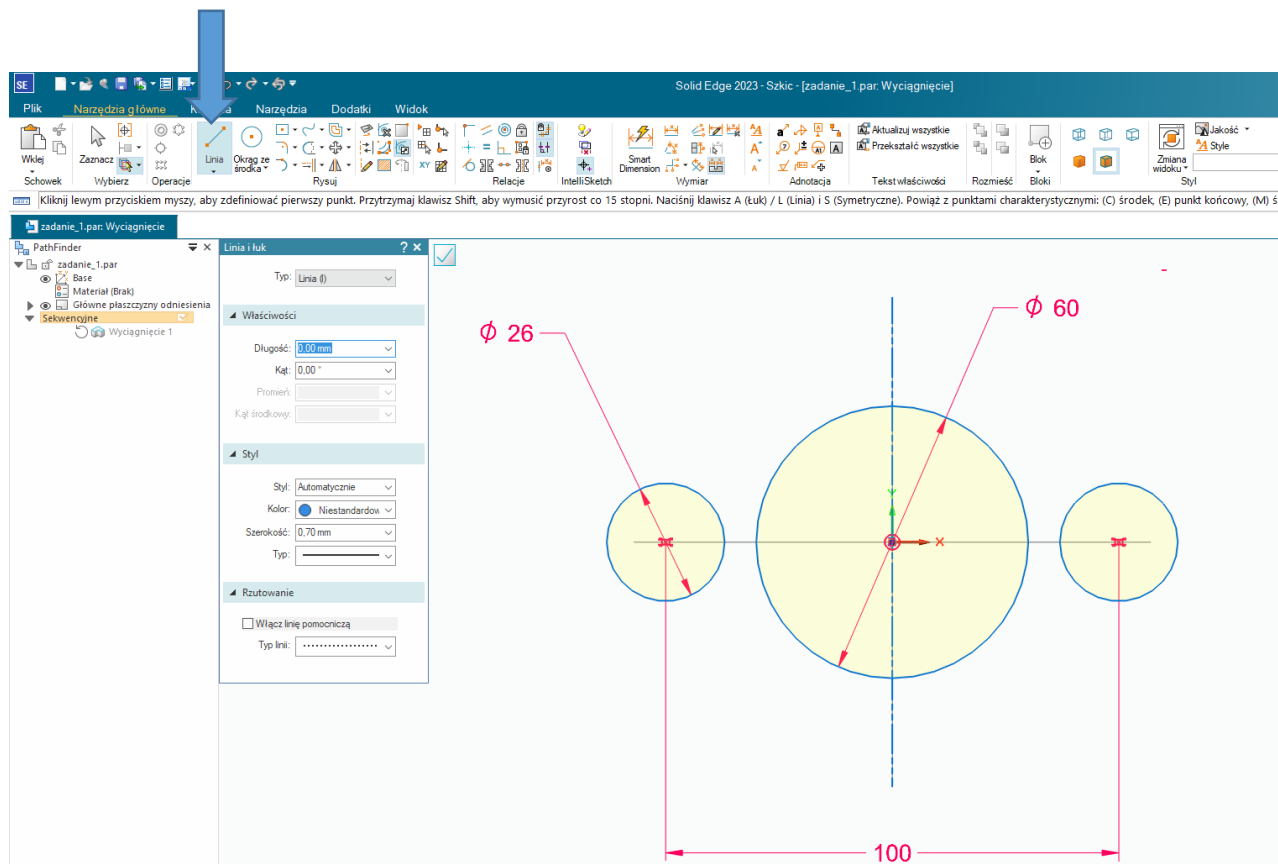 SE
Solid Edge 2023 - Szkic - [zadanie_1.par: Wyciągnięcie]
Plik Narzędzia główne Narzędzia Dodatki Widok
Wklej Zaznacz Linia Okrąg ze środka Smart Dimension Aktualizuj wszystkie Przekształć wszystkie Blok Zmiana widoku Jakość Style
Schowek Wybierz Operacje Rysuj Relacje IntelliSketch Wymiar Adnotacja Tekst właściwości Rozmieść Bloki Styl
Kliknij lewym przyciskiem myszy, aby zdefiniować pierwszy punkt. Przytrzymaj klawisz Shift, aby wymusić przyrost co 15 stopni. Naciśnij klawisz A (Łuk) / L (Linia) i S (Symetryczne). Powiąż z punktami charakterystycznymi: (C) środek, (E) punkt końcowy, (M) ś
zadanie_1.par: Wyciągnięcie
PathFinder
zadanie_1.par
Base
Materiał (Brak)
Główne płaszczyzny odniesienia
Sekwencyjne
Wyciągnięcie 1
Linia i łuk ? ×
Typ: Linia (l)
Właściwości
Długość: 0,00 mm
Kąt: 0,00 °
Promień:
Kąt środkowy:
Styl
Styl: Automatycznie
Kolor: Niestandardow
Szerokość: 0,70 mm
Typ:
Rzutowanie
Włącz linię pomocniczą
Typ linii:
ϕ 26
ϕ 60
Y
X
100